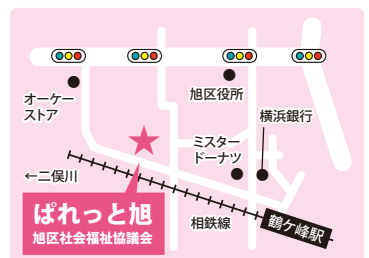 オーケー
ストア
旭区役所
横浜銀行
ミスター
ドーナツ
←二俣川
ぱれっと旭
旭区社会福祉協議会
相鉄線
鶴ケ峰駅